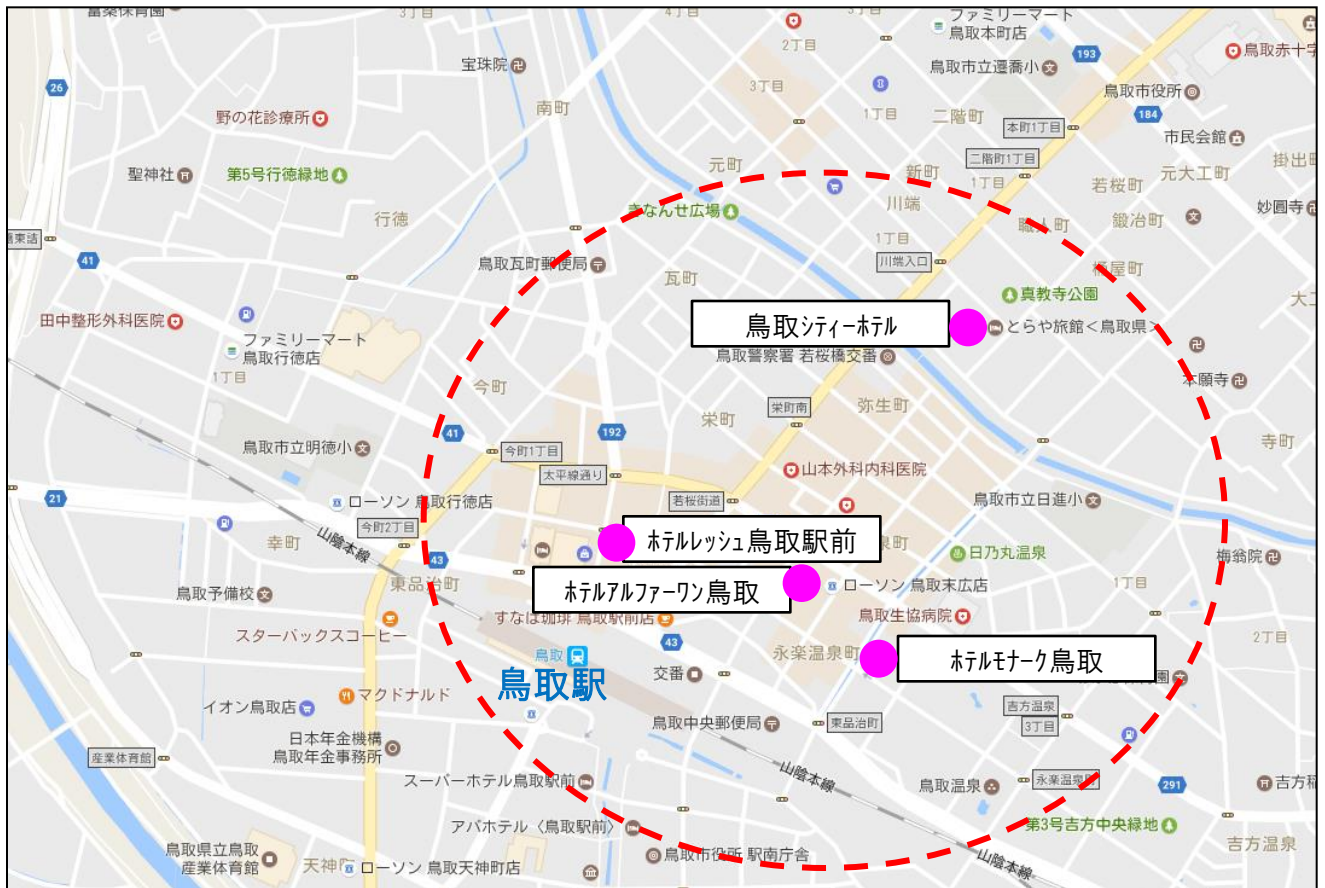 富桑保育園
3丁目
4丁目
3丁目
ファミリーマート
鳥取本町店
2丁目
193
鳥取赤十字
宝珠院
鳥取市立遷喬小
26
3丁目
鳥取市役所
南町
1丁目
二階町
184
野の花診療所
本町1丁目
市民会館
二階町1丁目
元町
新町
1丁目
元大工町
掛出町
聖神社
第5号行徳緑地
若桜町
川端
きなんせ広場
妙圓寺
行徳
職人町
鍛冶町
1丁目
41
鳥取瓦町郵便局
川端入口
桶屋町
瓦町
真教寺公園
大工
鳥取シティーホテル
とらや旅館<鳥取県>
田中整形外科医院
ファミリーマート
鳥取行徳店
鳥取警察署 若桜橋交番
1丁目
本願寺
今町
弥生町
栄町南
栄町
192
41
寺町
鳥取市立明徳小
今町1丁目
太平線通り
山本外科内科医院
21
ローソン 鳥取行徳店
若桜街道
鳥取市立日進小
今町2丁目
幸町
山陰本線
ホテルレッシュ鳥取駅前
泉町
日乃丸温泉
梅翁院
43
東品治町
ホテルアルファーワン鳥取
ローソン 鳥取末広店
1丁目
鳥取予備校
すなば珈琲 鳥取駅前店
鳥取生協病院
スターバックスコーヒー
43
2丁目
鳥取
永楽温泉町
ホテルモナーク鳥取
鳥取駅
交番
マクドナルド
イオン鳥取店
吉方温泉
3丁目
鳥取中央郵便局
東品治町
日本年金機構
鳥取年金事務所
産業体育館
山陰本線
スーパーホテル鳥取駅前
鳥取温泉
永楽温泉町
291
吉方稲
アパホテル〈鳥取駅前〉
第3号吉方中央緑地
吉方温泉
鳥取県立鳥取
産業体育館
天神町
ローソン 鳥取天神町店
鳥取市役所 駅南庁舎
山陰本線